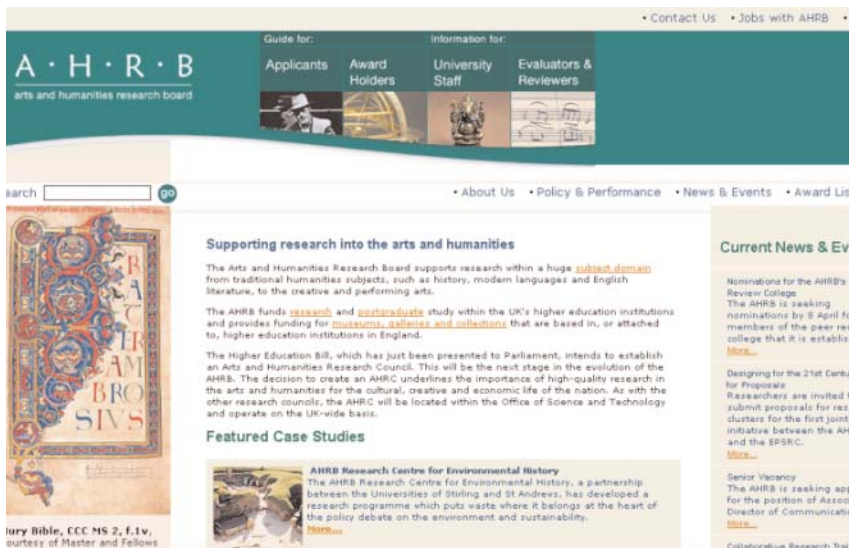 • Contact Us • Jobs with AHRB •
Guide for: Information for:
A·H·R·B
arts and humanities research board
Applicants
Award
Holders
University
Staff
Evaluators &
Reviewers
earch go
• About Us • Policy & Performance • News & Events • Award Lis
R
A
T
E
R
AM
BRO
SIVS
Supporting research into the arts and humanities
The Arts and Humanities Research Board supports research within a huge subject domain
from traditional humanities subjects, such as history, modern languages and English
literature, to the creative and performing arts.
The AHRB funds research and postgraduate study within the UK's higher education institutions
and provides funding for museums, galleries and collections that are based in, or attached
to, higher education institutions in England.
The Higher Education Bill, which has just been presented to Parliament, intends to establish
an Arts and Humanities Research Council. This will be the next stage in the evolution of the
AHRB. The decision to create an AHRC underlines the importance of high-quality research in
the arts and humanities for the cultural, creative and economic life of the nation. As with the
other research councils, the AHRC will be located within the Office of Science and Technology
and operate on the UK-wide basis.
Featured Case Studies
AHRB Research Centre for Environmental History
The AHRB Research Centre for Environmental History, a partnership
between the Universities of Stirling and St Andrews, has developed a
research programme which puts waste where it belongs at the heart of
the policy debate on the environment and sustainability.
More...
Bury Bible, CCC MS 2, f.1v,
ourtesy of Master and Fellows
Current News & Ev
Nominations for the AHRB's
Review College
The AHRB is seeking
nominations by 8 April fo
members of the peer re
college that it is establis
More...
Designing for the 21st Centu
for Proposals
Researchers are invited t
submit proposals for res
clusters for the first joint
initiative between the AH
and the EPSRC.
More...
Senior Vacancy
The AHRB is seeking app
for the position of Assoc
Director of Communicatio
More...
Collaborative Research Trai